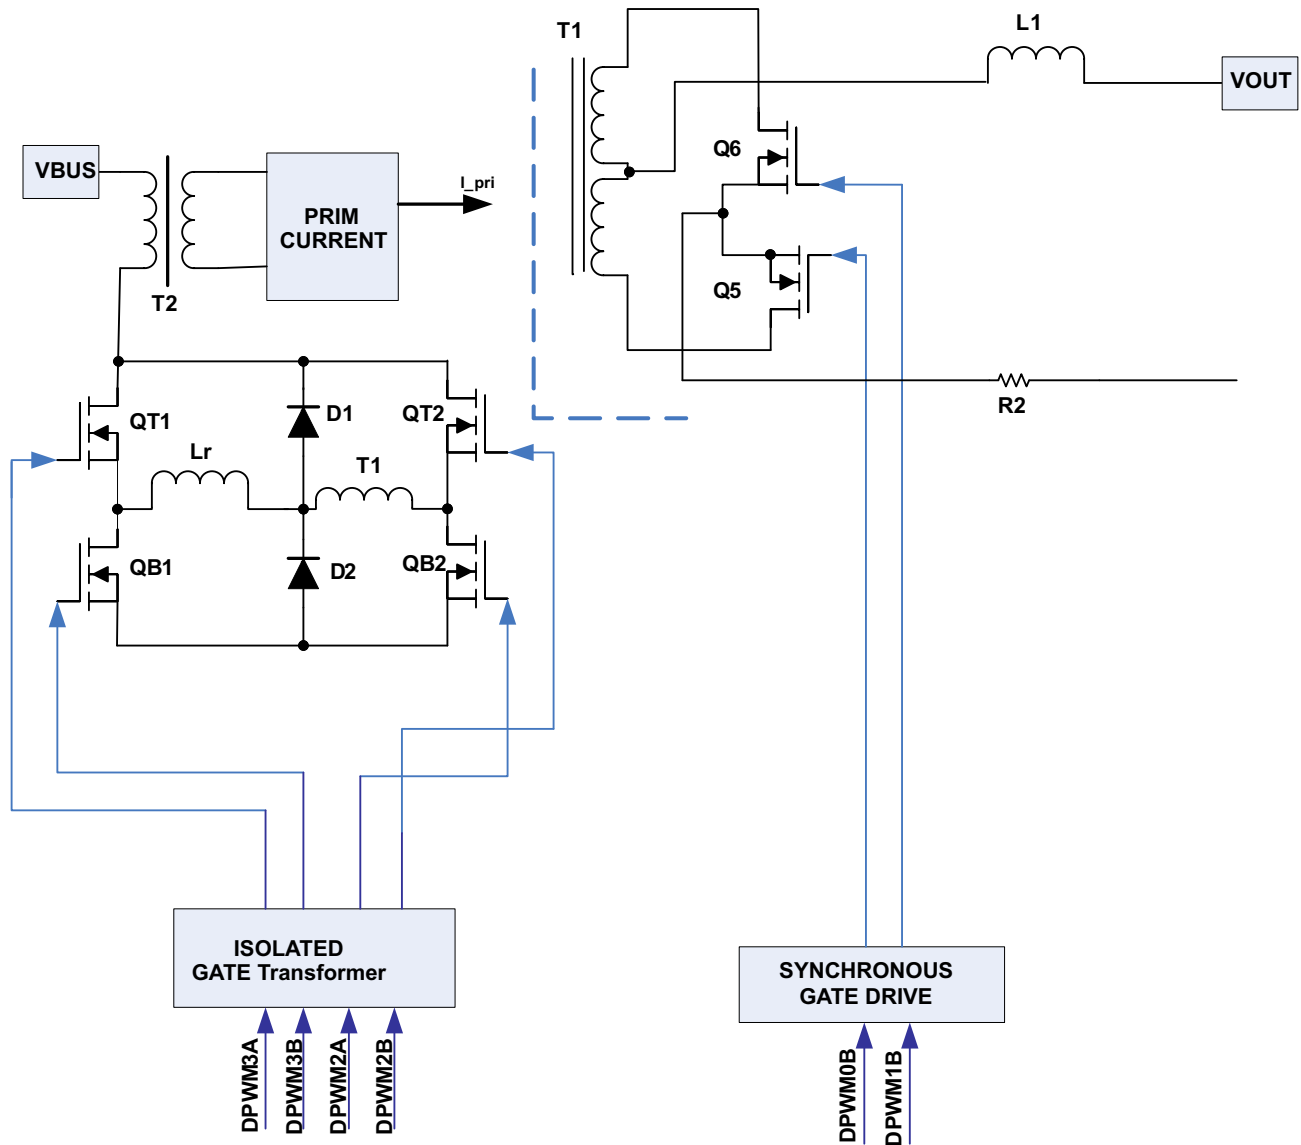 T1
L1
VOUT
VBUS
PRIM
CURRENT
I_pri
T2
Q6
Q5
R2
QT1
D1
QT2
Lr
T1
QB1
D2
QB2
ISOLATED
GATE Transformer
SYNCHRONOUS
GATE DRIVE
DPWM3A
DPWM3B
DPWM2A
DPWM2B
DPWM0B
DPWM1B